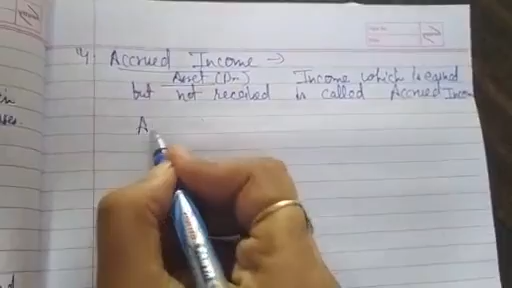 4. Accrued Income →
Asset (Dr) Income which is earned
but not received is called Accrued Income
A